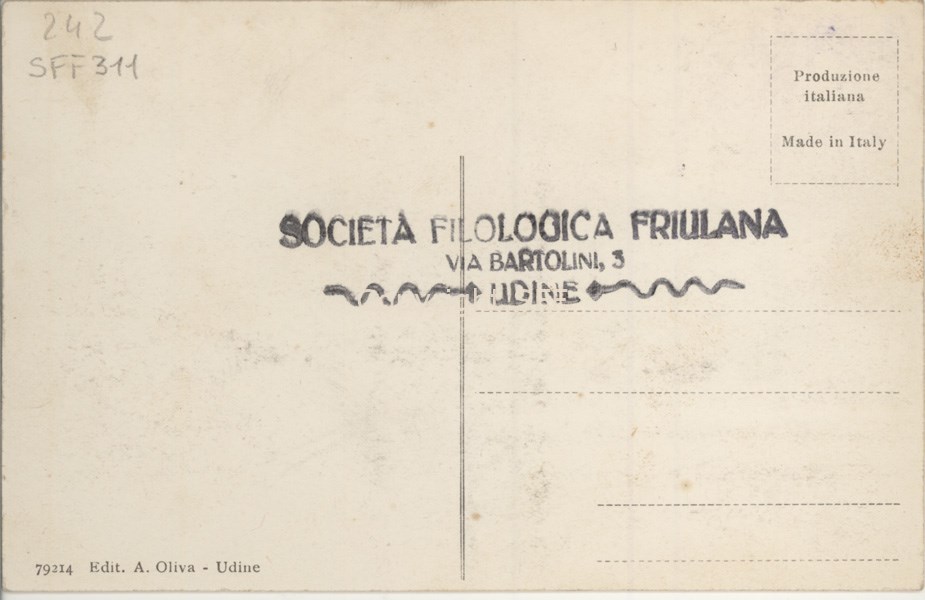 242
SFF311
Produzione
italiana
Made in Italy
SOCIETÀ FILOLOGICA FRIULANA
VIA BARTOLINI, 3
UDINE
79214 Edit. A. Oliva - Udine